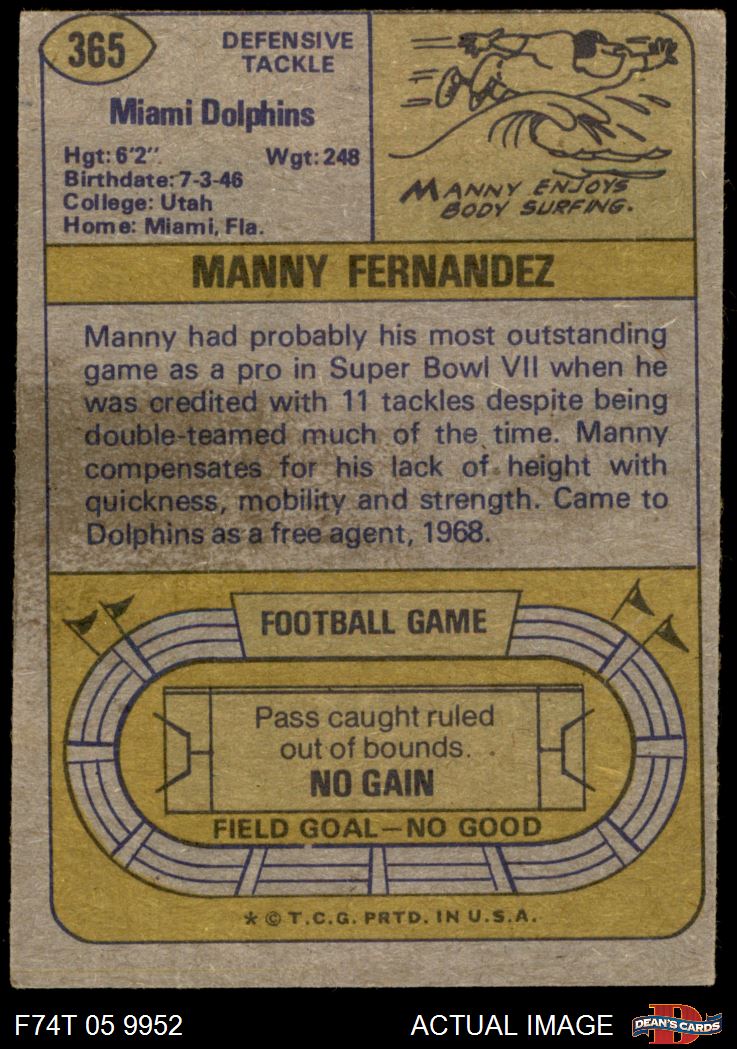 365
DEFENSIVE
TACKLE
Miami Dolphins
Hgt: 6'2" Wgt: 248
Birthdate: 7-3-46
College: Utah
Home: Miami, Fla.
MANNY ENJOYS
BODY SURFING.
MANNY FERNANDEZ
Manny had probably his most outstanding
game as a pro in Super Bowl VII when he
was credited with 11 tackles despite being
double-teamed much of the time. Manny
compensates for his lack of height with
quickness, mobility and strength. Came to
Dolphins as a free agent, 1968.
FOOTBALL GAME
Pass caught ruled
out of bounds.
NO GAIN
FIELD GOAL—NO GOOD
* © T.C.G. PRTD. IN U.S.A.
F74T 05 9952 ACTUAL IMAGE
D
DEAN'S CARDS